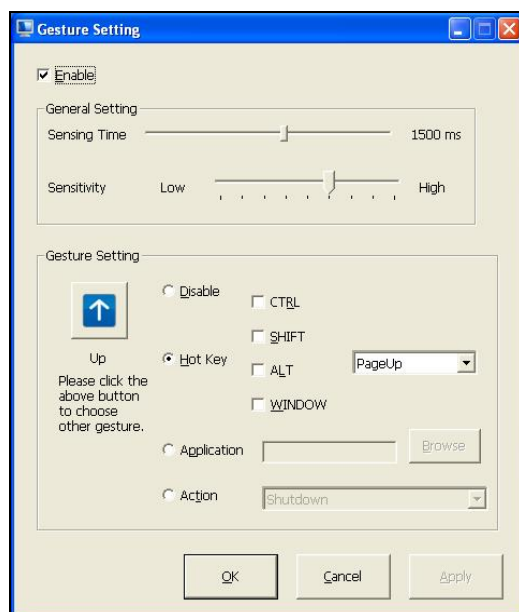 Gesture Setting
Enable
General Setting
Sensing Time 1500 ms
Sensitivity Low High
Gesture Setting
Disable
CTRL
SHIFT
Up
Hot Key
ALT
PageUp
Please click the
above button
to choose
other gesture.
WINDOW
Application
Browse
Action
Shutdown
OK
Cancel
Apply